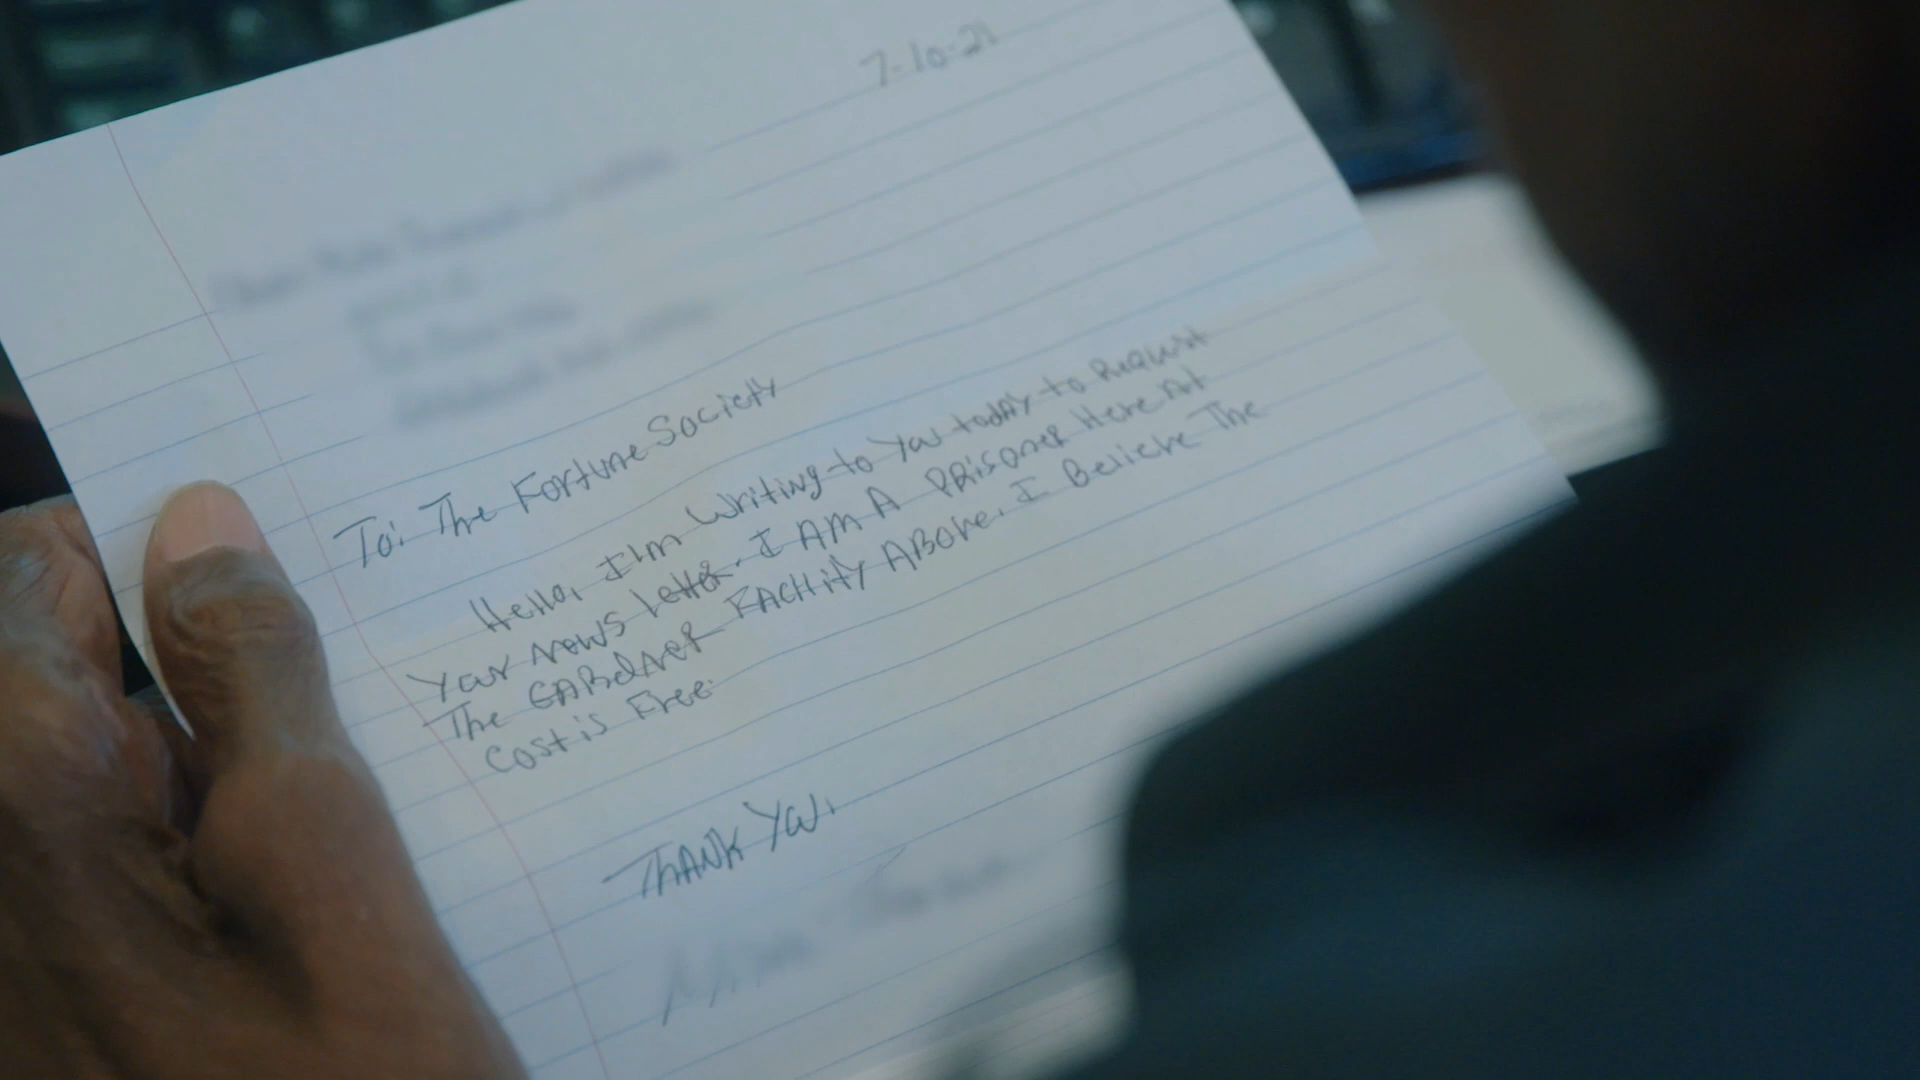 7-10-21
To: The Fortune Society
Hello, I'm writing to you today to Request
Your News Letter. I AM A PRisoner Here At
The GARdNeR FACility ABove. I Believe The
Cost is Free.
THANK You,